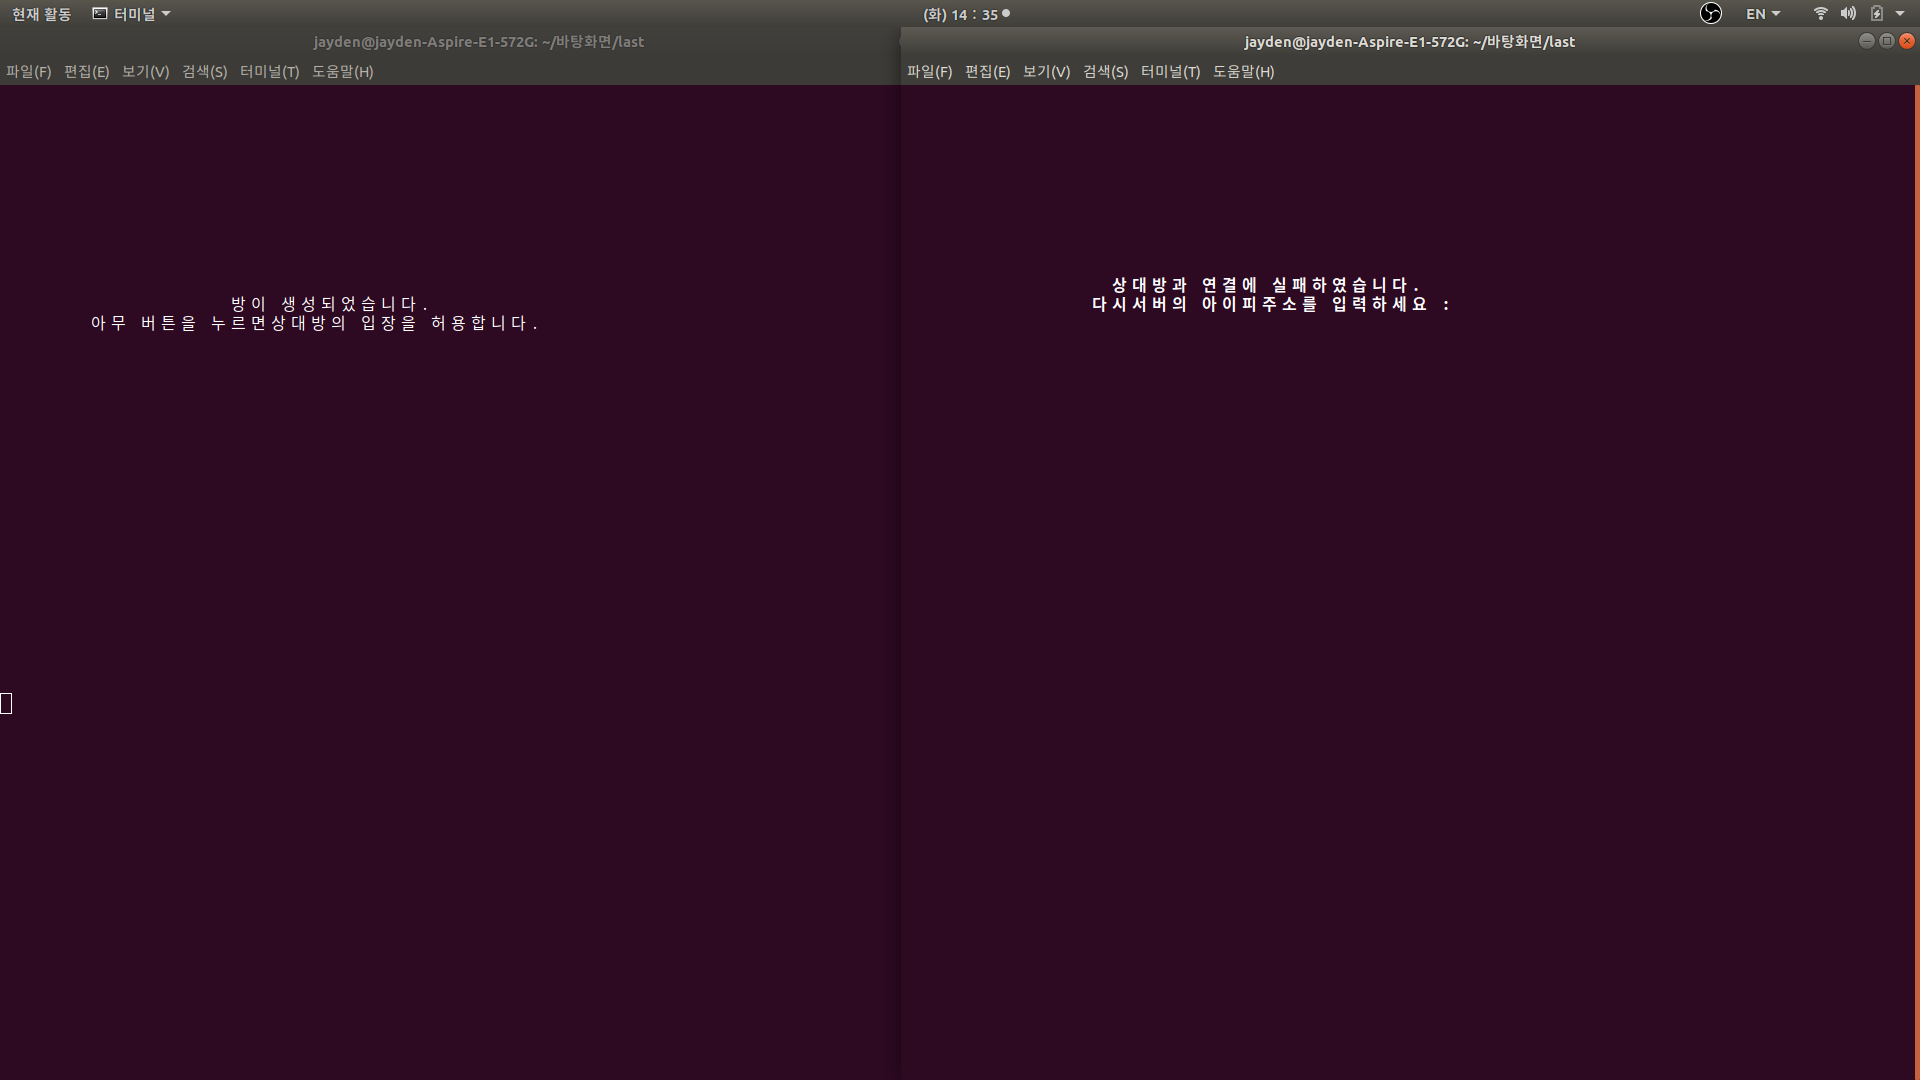 현재 활동 터미널 (화) 14 : 35 EN
jayden@jayden-Aspire-E1-572G: ~/바탕화면/last
파일(F) 편집(E) 보기(V) 검색(S) 터미널(T) 도움말(H)
방이 생성되었습니다.
아무 버튼을 누르면상대방의 입장을 허용합니다.
jayden@jayden-Aspire-E1-572G: ~/바탕화면/last
파일(F) 편집(E) 보기(V) 검색(S) 터미널(T) 도움말(H)
상대방과 연결에 실패하였습니다.
다시서버의 아이피주소를 입력하세요 :